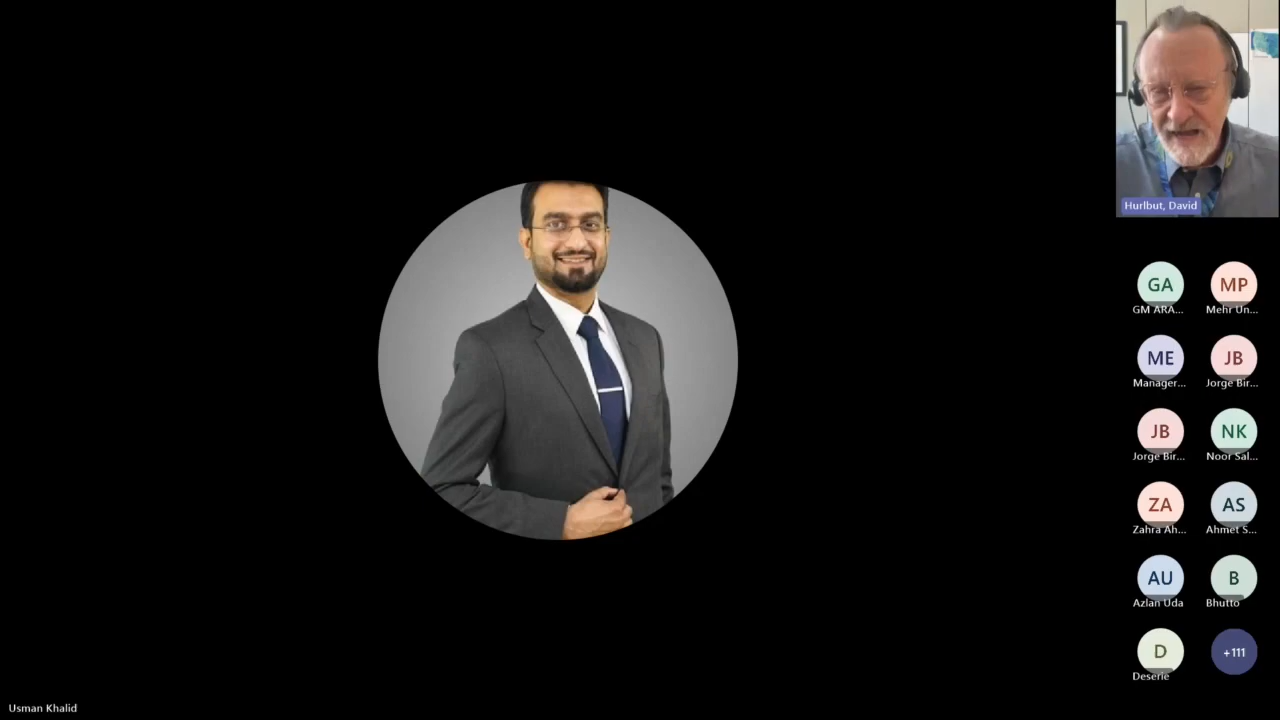 Hurlbut, David
GA
MP
GM ARA...
Mehr Un...
ME
JB
Manager...
Jorge Bir...
JB
NK
Jorge Bir...
Noor Sal...
ZA
AS
Zahra Ah...
Ahmet S...
AU
B
Azlan Uda
Bhutto
D
+111
Deserie
Usman Khalid